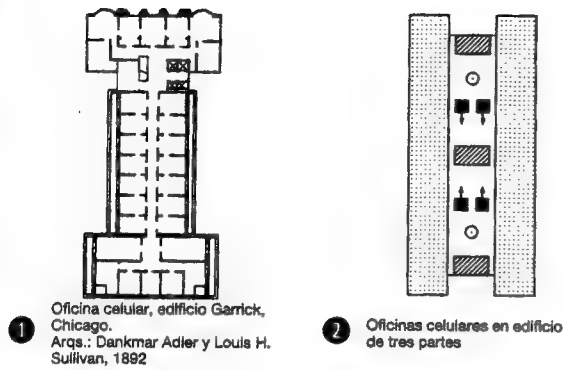 1 Oficina celular, edificio Garrick,
Chicago.
Arqs.: Dankmar Adler y Louis H.
Sullivan, 1892
2 Oficinas celulares en edificio
de tres partes